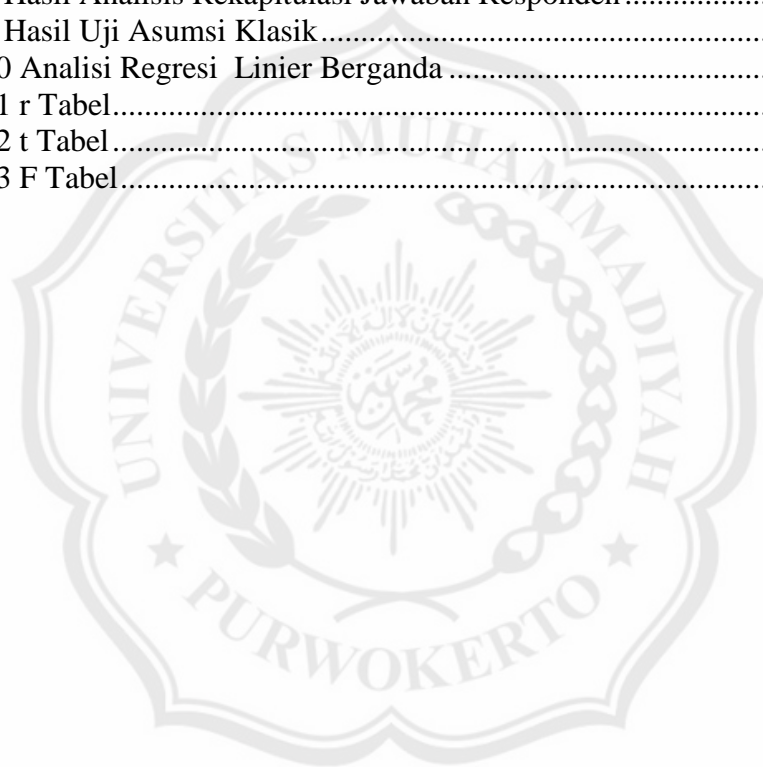 Hasil Analisis Rekapitulasi Jawaban Responden....................
Hasil Uji Asumsi Klasik....................
0 Analisi Regresi Linier Berganda....................
1 r Tabel....................
2 t Tabel....................
3 F Tabel....................
UNIVERSITAS MUHAMMADIYAH
PURWOKERTO